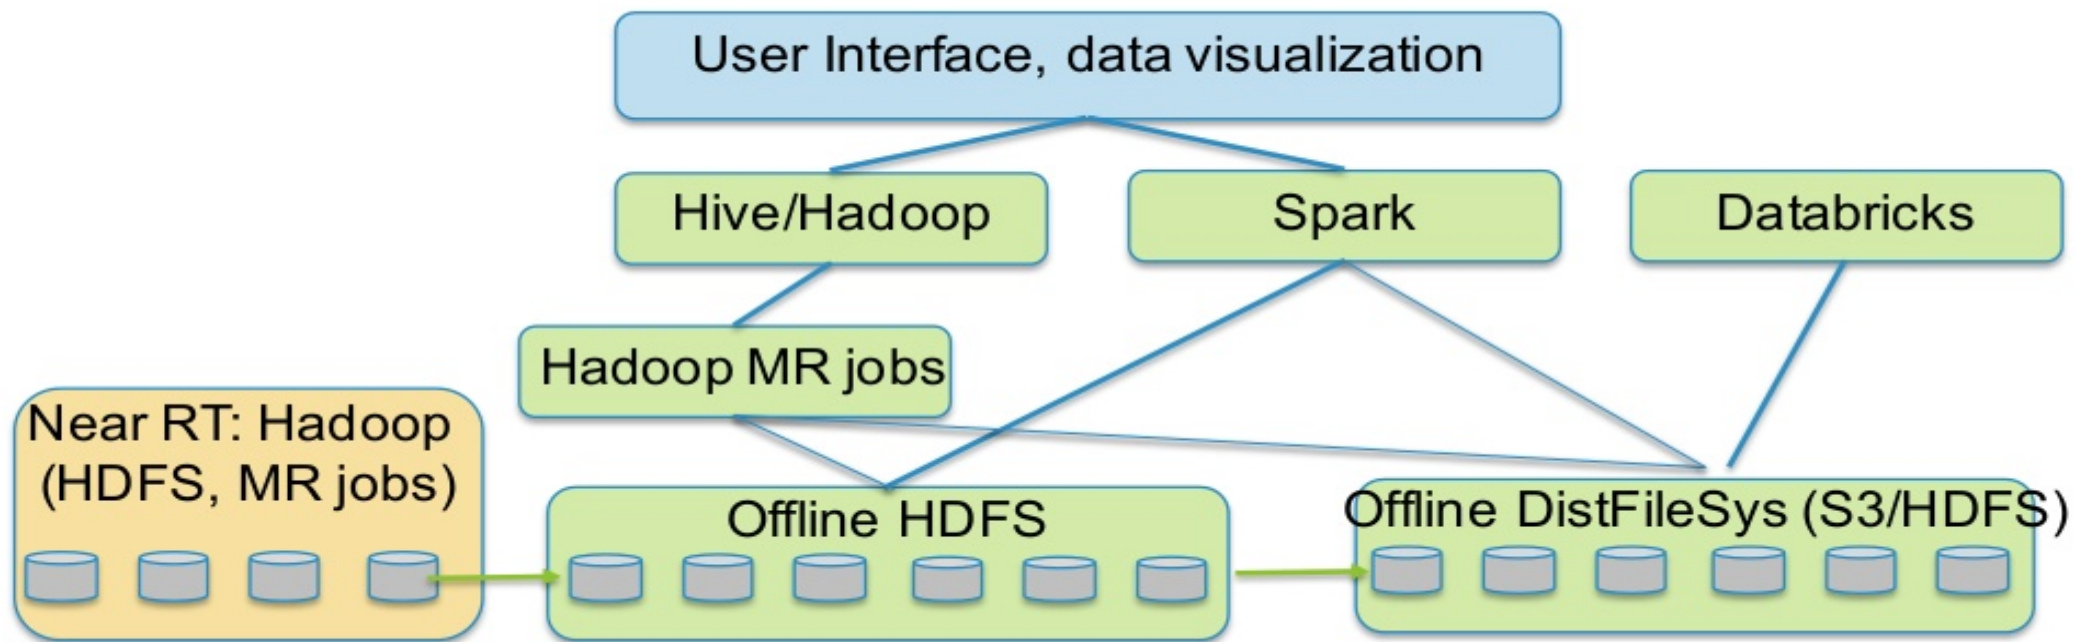 User Interface, data visualization
Hive/Hadoop
Spark
Databricks
Hadoop MR jobs
Near RT: Hadoop
(HDFS, MR jobs)
Offline HDFS
Offline DistFileSys (S3/HDFS)